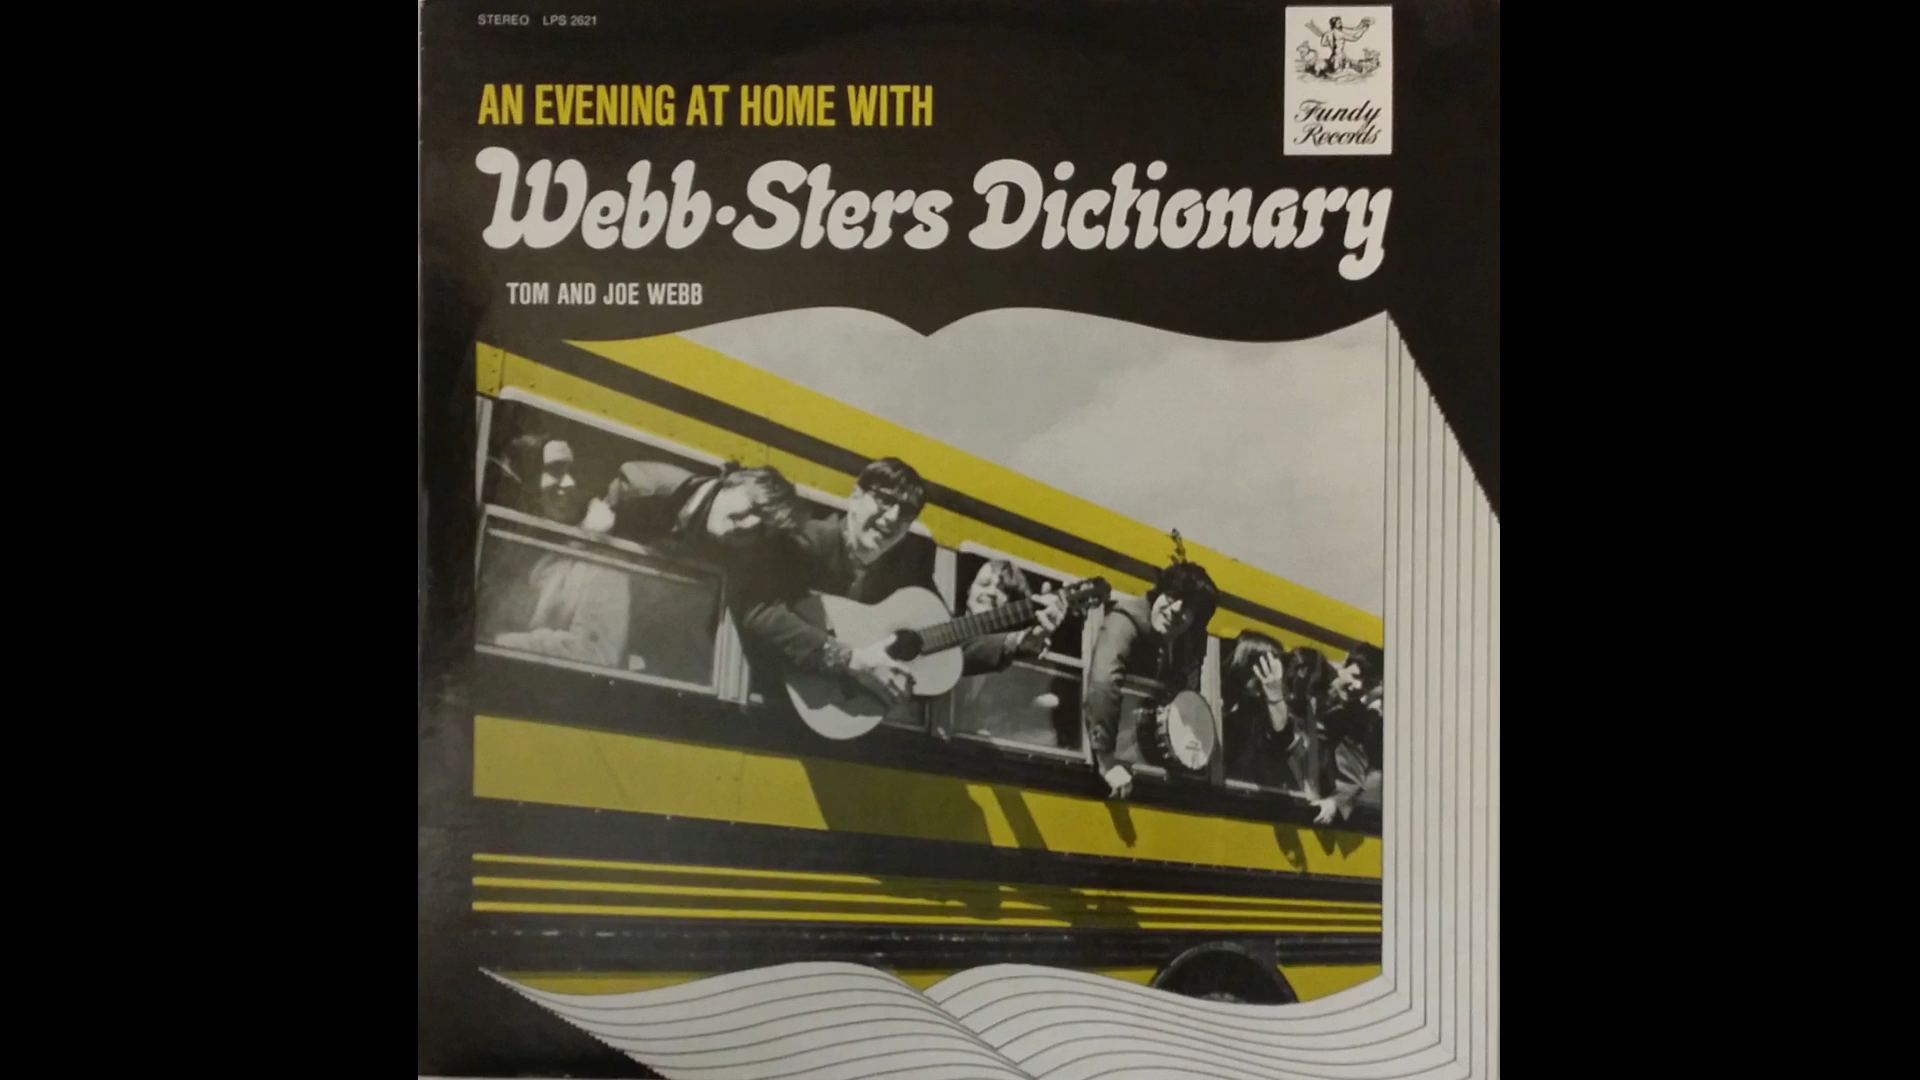 STEREO LPS 2621
Fundy
Records
AN EVENING AT HOME WITH
Webb·Sters Dictionary
TOM AND JOE WEBB